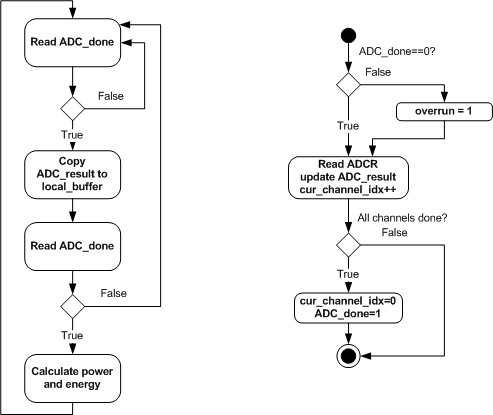 Read ADC_done
False
True
Copy
ADC_result to
local_buffer
Read ADC_done
False
True
Calculate power
and energy
ADC_done==0?
False
overrun = 1
True
Read ADCR
update ADC_result
cur_channel_idx++
All channels done?
False
True
cur_channel_idx=0
ADC_done=1